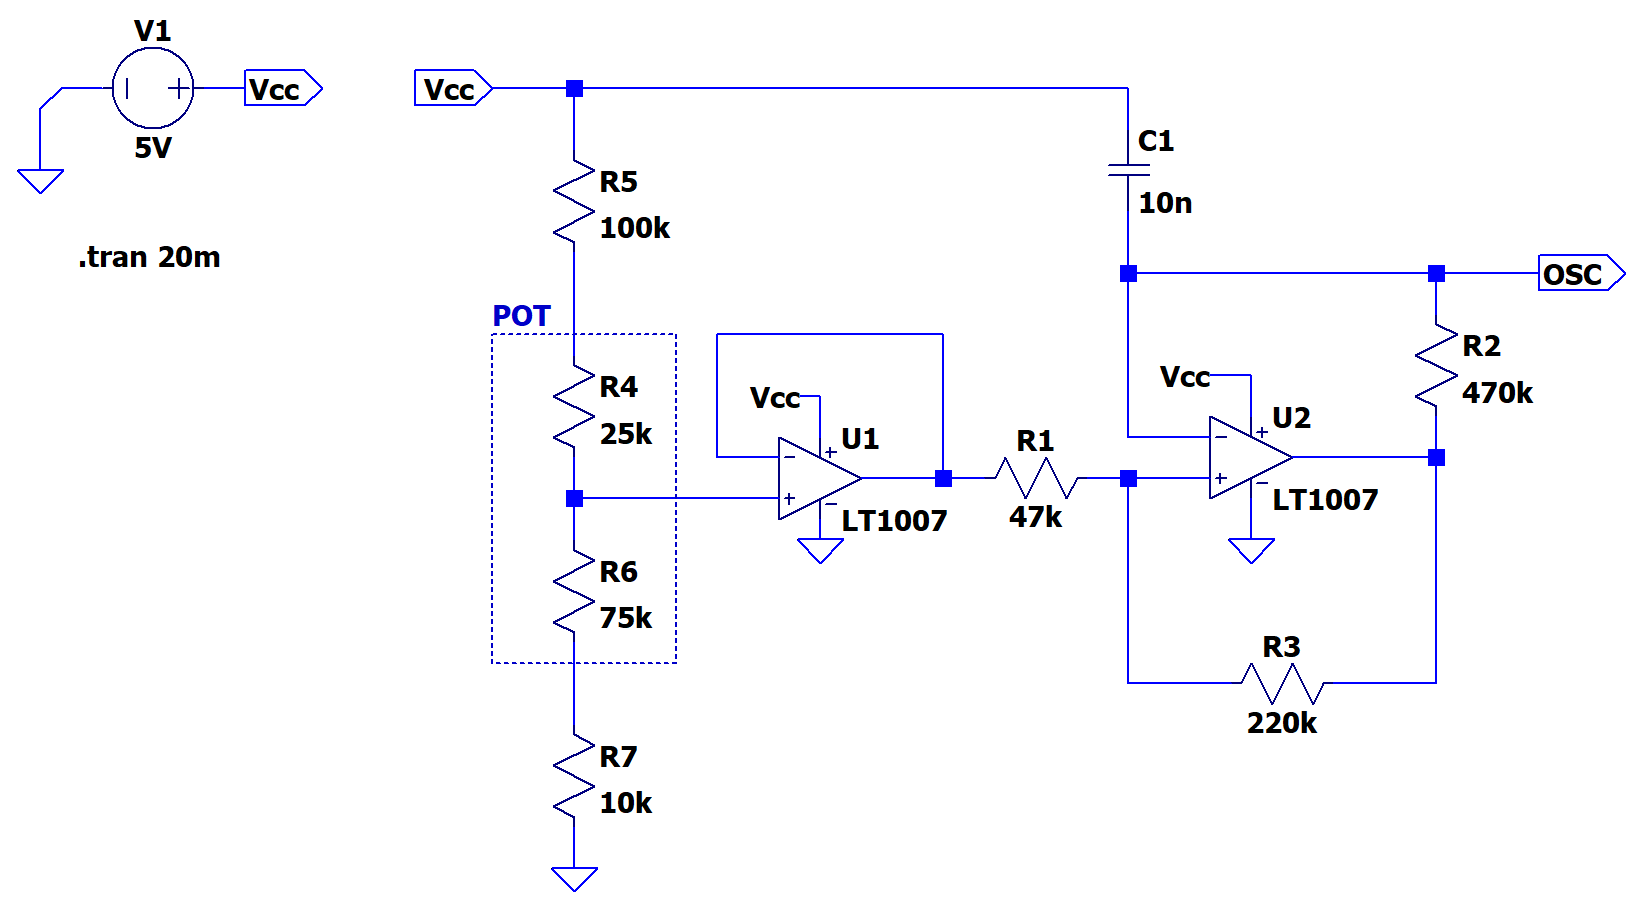 V1
Vcc
5V
.tran 20m
Vcc
C1
10n
R5
100k
OSC
POT
R4
25k
Vcc
U1
LT1007
R1
47k
Vcc
U2
LT1007
R2
470k
R6
75k
R3
220k
R7
10k